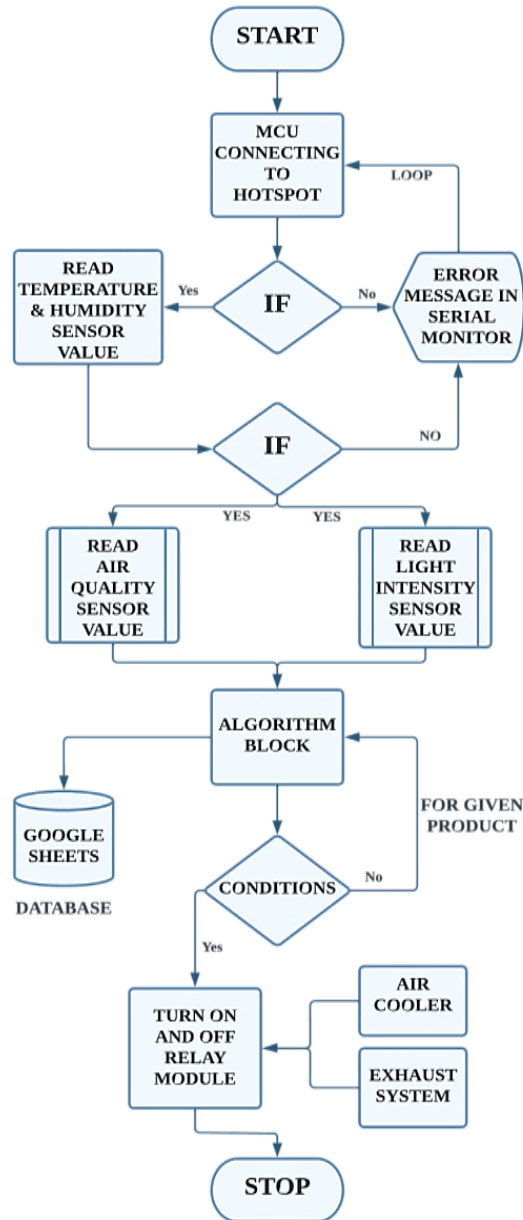 START
MCU
CONNECTING
TO
HOTSPOT
LOOP
READ
TEMPERATURE
& HUMIDITY
SENSOR
VALUE
Yes
IF
No
ERROR
MESSAGE IN
SERIAL
MONITOR
IF
NO
YES
YES
READ
AIR
QUALITY
SENSOR
VALUE
READ
LIGHT
INTENSITY
SENSOR
VALUE
ALGORITHM
BLOCK
GOOGLE
SHEETS
DATABASE
FOR GIVEN
PRODUCT
CONDITIONS
No
Yes
TURN ON
AND OFF
RELAY
MODULE
AIR
COOLER
EXHAUST
SYSTEM
STOP